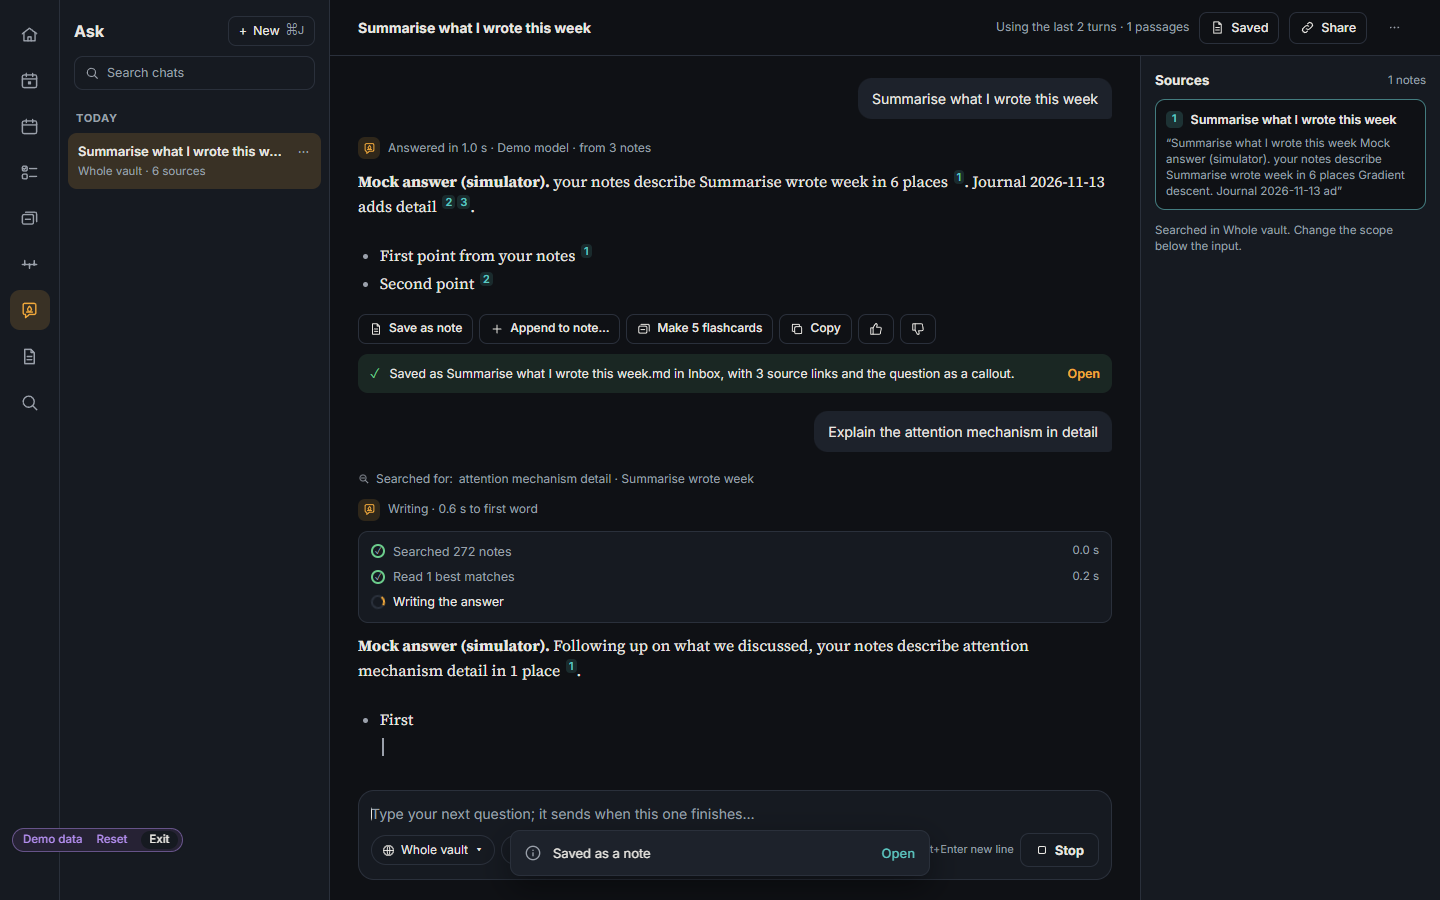 Ask
+ New ⌘J
Search chats
TODAY
Summarise what I wrote this w... ...
Whole vault · 6 sources
Demo data Reset Exit
Summarise what I wrote this week
Using the last 2 turns · 1 passages
Saved
Share
...
Summarise what I wrote this week
Answered in 1.0 s · Demo model · from 3 notes
Mock answer (simulator). your notes describe Summarise wrote week in 6 places 1. Journal 2026-11-13
adds detail 2 3.
• First point from your notes 1
• Second point 2
Save as note
+ Append to note...
Make 5 flashcards
Copy
✓ Saved as Summarise what I wrote this week.md in Inbox, with 3 source links and the question as a callout. Open
Explain the attention mechanism in detail
Searched for: attention mechanism detail · Summarise wrote week
Writing · 0.6 s to first word
Searched 272 notes 0.0 s
Read 1 best matches 0.2 s
Writing the answer
Mock answer (simulator). Following up on what we discussed, your notes describe attention
mechanism detail in 1 place 1.
• First
Type your next question; it sends when this one finishes...
Whole vault
Saved as a note Open
t+Enter new line
Stop
Sources 1 notes
1 Summarise what I wrote this week
“Summarise what I wrote this week Mock
answer (simulator). your notes describe
Summarise wrote week in 6 places Gradient
descent. Journal 2026-11-13 ad”
Searched in Whole vault. Change the scope
below the input.